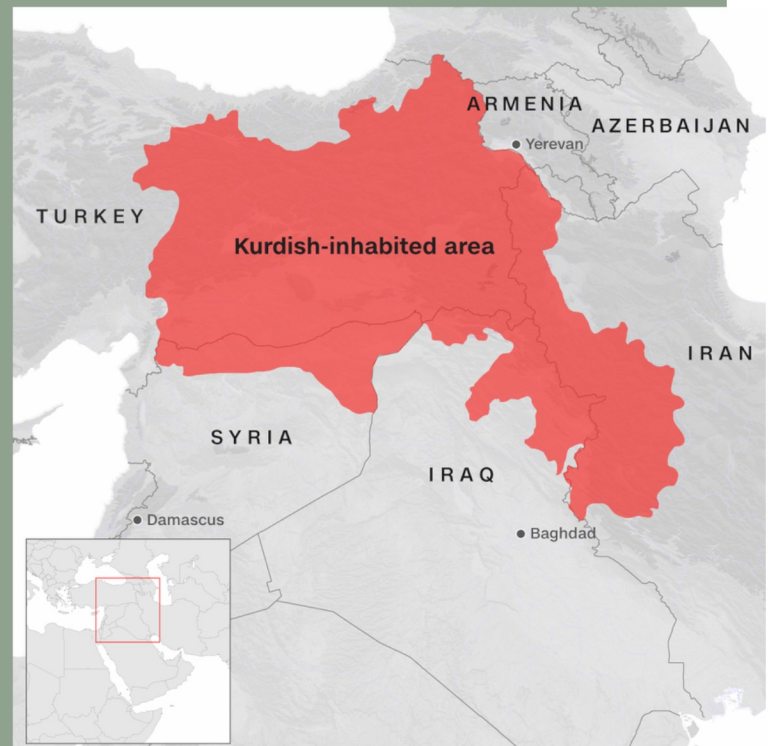 ARMENIA
AZERBAIJAN
Yerevan
TURKEY
Kurdish-inhabited area
IRAN
SYRIA
IRAQ
Damascus
Baghdad